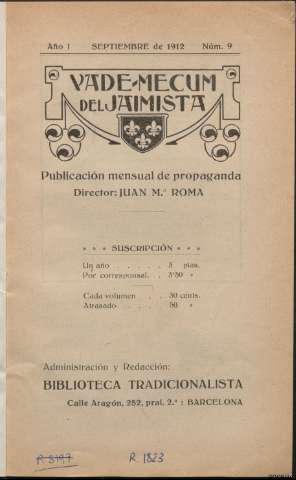 Año I SEPTIEMBRE de 1912 Núm. 9
VADE-MECUM
DEL JAIMISTA
Publicación mensual de propaganda
Director: JUAN M.ª ROMA
* * * SUSCRIPCIÓN * * *
Un año . . . . . 3 ptas.
Por corresponsal. . . 3'50 »
Cada volumen . . . 30 cénts.
Atrasado . . . . . 50 »
Administración y Redacción:
BIBLIOTECA TRADICIONALISTA
Calle Aragón, 252, pral. 2.ª : BARCELONA
R 1823